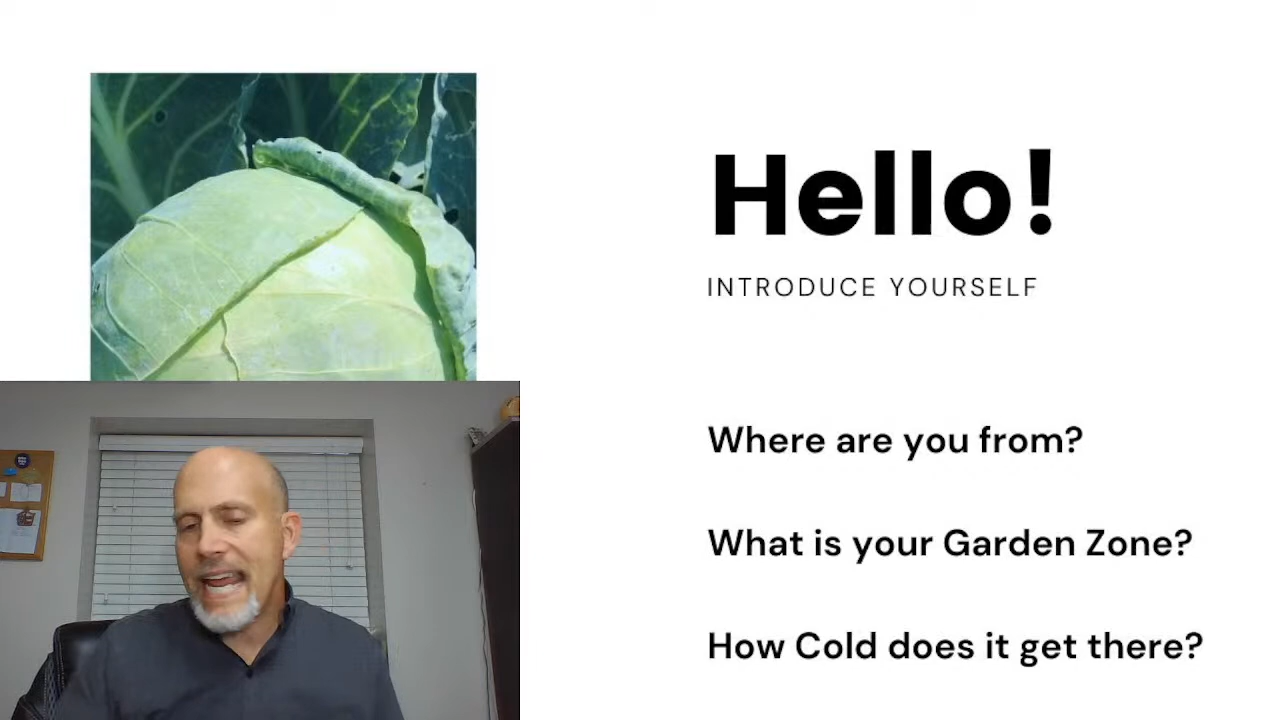 Hello!
INTRODUCE YOURSELF
Where are you from?
What is your Garden Zone?
How Cold does it get there?